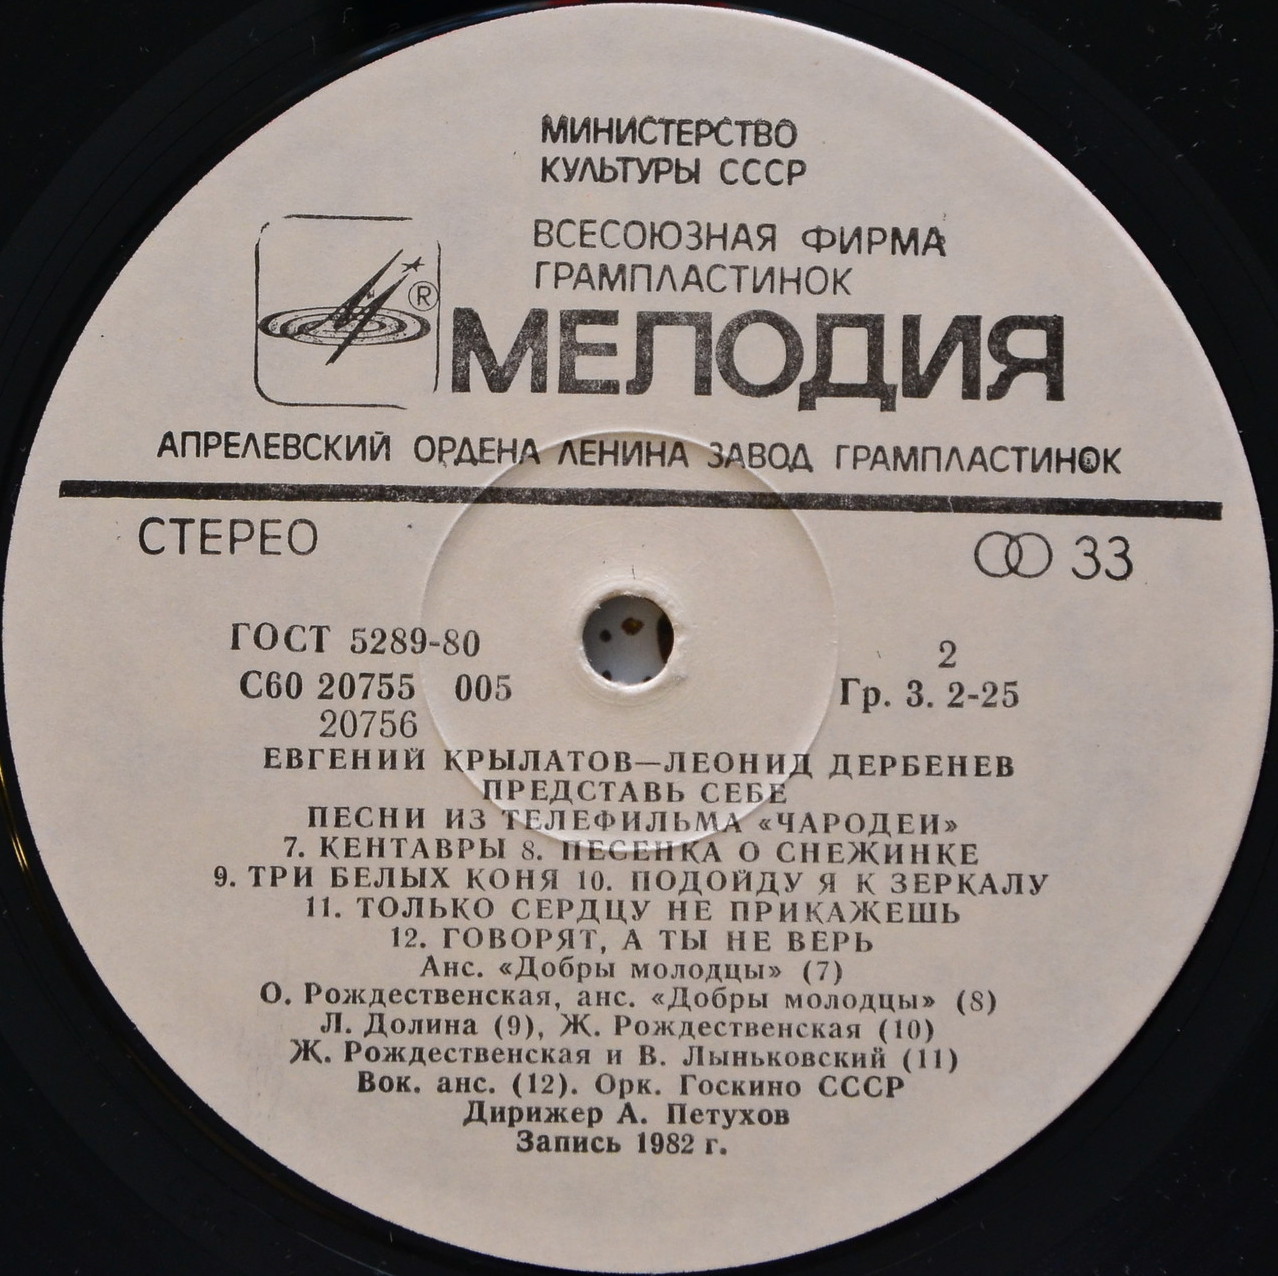 МИНИСТЕРСТВО
КУЛЬТУРЫ СССР
ВСЕСОЮЗНАЯ ФИРМА
ГРАМПЛАСТИНОК
®
МЕЛОДИЯ
АПРЕЛЕВСКИЙ ОРДЕНА ЛЕНИНА ЗАВОД ГРАМПЛАСТИНОК
СТЕРЕО
33
ГОСТ 5289-80
2
С60 20755 005
Гр. 3. 2-25
20756
ЕВГЕНИЙ КРЫЛАТОВ—ЛЕОНИД ДЕРБЕНЕВ
ПРЕДСТАВЬ СЕБЕ
ПЕСНИ ИЗ ТЕЛЕФИЛЬМА «ЧАРОДЕИ»
7. КЕНТАВРЫ 8. ПЕСЕНКА О СНЕЖИНКЕ
9. ТРИ БЕЛЫХ КОНЯ 10. ПОДОЙДУ Я К ЗЕРКАЛУ
11. ТОЛЬКО СЕРДЦУ НЕ ПРИКАЖЕШЬ
12. ГОВОРЯТ, А ТЫ НЕ ВЕРЬ
Анс. «Добры молодцы» (7)
О. Рождественская, анс. «Добры молодцы» (8)
Л. Долина (9), Ж. Рождественская (10)
Ж. Рождественская и В. Лыньковский (11)
Вок. анс. (12). Орк. Госкино СССР
Дирижер А. Петухов
Запись 1982 г.